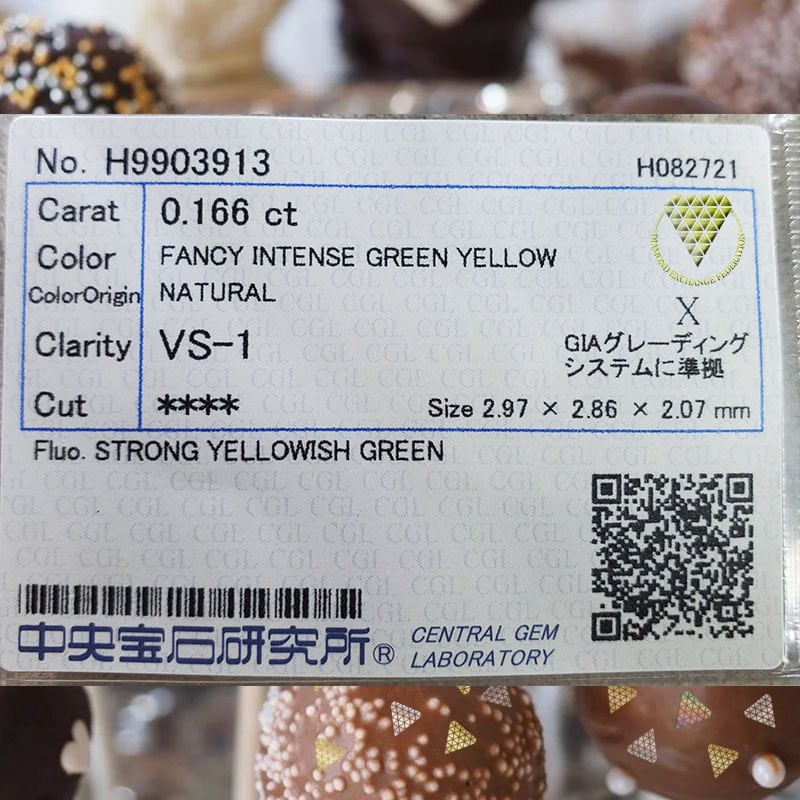 No. H9903913
H082721
Carat 0.166 ct
Color FANCY INTENSE GREEN YELLOW
DIAMOND EXCHANGE FEDERATION
ColorOrigin NATURAL
X
Clarity VS-1
GIAグレーディング
システムに準拠
Cut ****
Size 2.97 × 2.86 × 2.07 mm
Fluo. STRONG YELLOWISH GREEN
中央宝石研究所®
CENTRAL GEM
LABORATORY